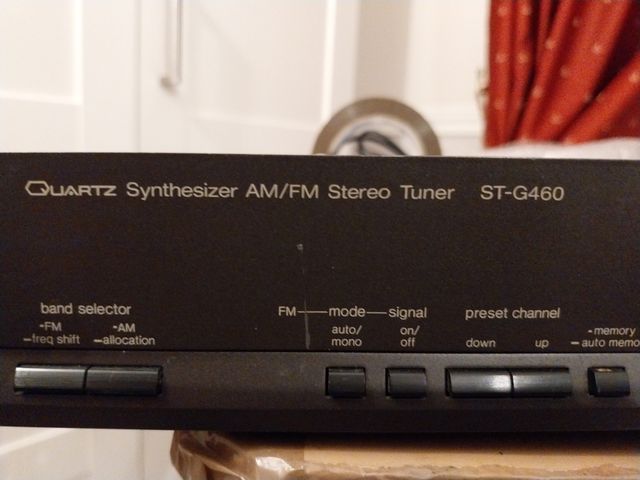 QUARTZ Synthesizer AM/FM Stereo Tuner ST-G460
band selector
-FM
—freq shift
-AM
—allocation
FM—mode—signal
auto/
mono
on/
off
preset channel
down up
-memory
—auto memo